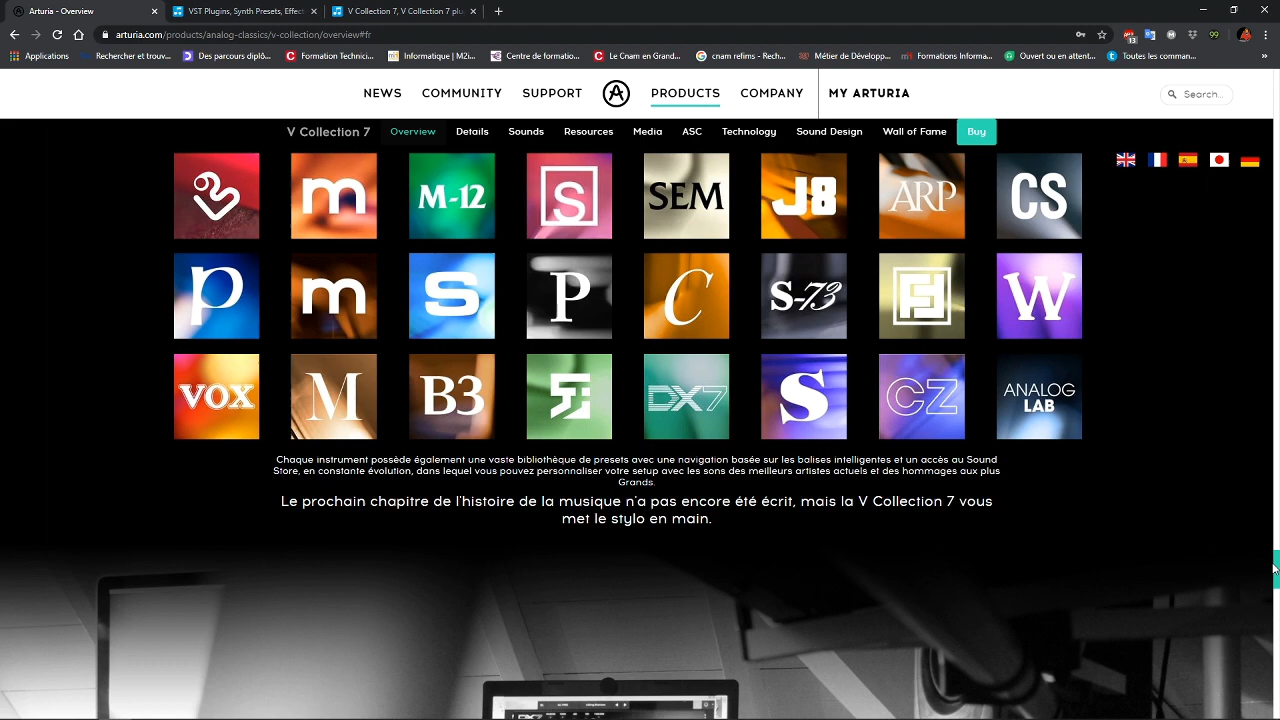 Arturia - Overview
VST Plugins, Synth Presets, Effect
V Collection 7, V Collection 7 plu
arturia.com/products/analog-classics/v-collection/overview#fr
13
99
Applications
Rechercher et trouv...
Des parcours diplô...
Formation Technici...
Informatique | M2i...
Centre de formatio...
Le Cnam en Grand...
cnam refims - Rech...
Métier de Développ...
Formations Informa...
Ouvert ou en attent...
Toutes les comman...
NEWS
COMMUNITY
SUPPORT
PRODUCTS
COMPANY
MY ARTURIA
Search...
V Collection 7
Overview
Details
Sounds
Resources
Media
ASC
Technology
Sound Design
Wall of Fame
Buy
m
M-12
S
SEM
J8
ARP
CS
p
m
S
P
C
S-73
W
VOX
M
B3
DX7
S
CZ
ANALOG
LAB
Chaque instrument possède également une vaste bibliothèque de presets avec une navigation basée sur les balises intelligentes et un accès au Sound
Store, en constante évolution, dans lequel vous pouvez personnaliser votre setup avec les sons des meilleurs artistes actuels et des hommages aux plus
Grands.
Le prochain chapitre de l'histoire de la musique n'a pas encore été écrit, mais la V Collection 7 vous
met le stylo en main.
DX7